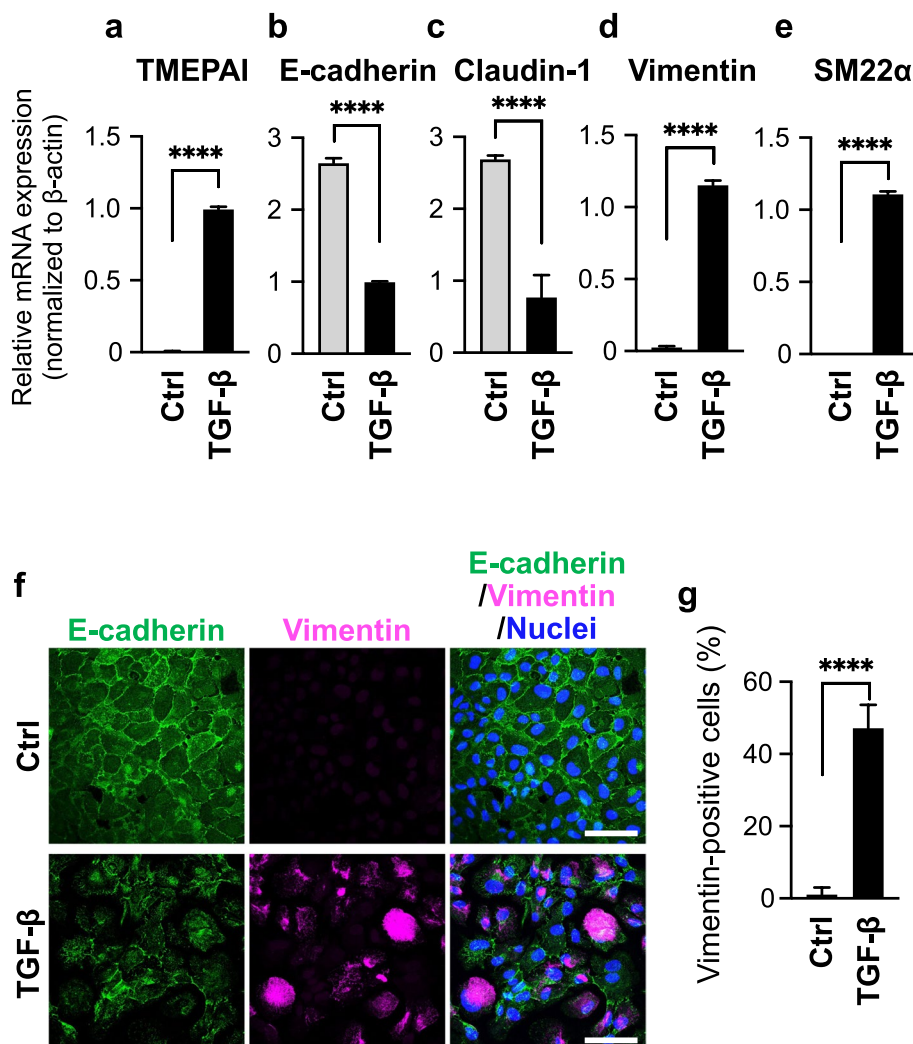 a
TMEPAI
b
E-cadherin
c
Claudin-1
d
Vimentin
e
SM22α
Relative mRNA expression
(normalized to β-actin)
****
1.5
1.0
0.5
0
Ctrl
TGF-β
****
3
2
1
0
Ctrl
TGF-β
****
3
2
1
0
Ctrl
TGF-β
****
1.5
1.0
0.5
0
Ctrl
TGF-β
****
1.5
1.0
0.5
0
Ctrl
TGF-β
f
E-cadherin
Vimentin
E-cadherin
/Vimentin
/Nuclei
Ctrl
TGF-β
g
Vimentin-positive cells (%)
****
60
40
20
0
Ctrl
TGF-β